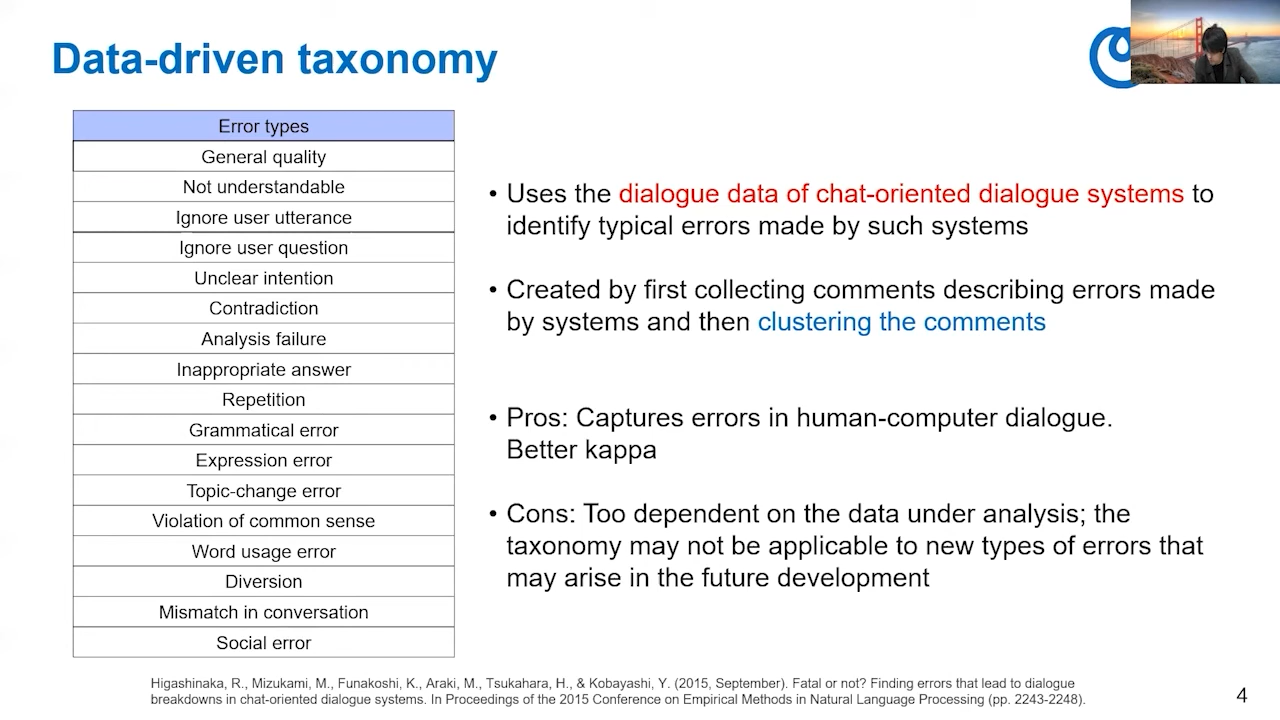 Data-driven taxonomy
Error types
General quality
Not understandable
Ignore user utterance
Ignore user question
Unclear intention
Contradiction
Analysis failure
Inappropriate answer
Repetition
Grammatical error
Expression error
Topic-change error
Violation of common sense
Word usage error
Diversion
Mismatch in conversation
Social error
• Uses the dialogue data of chat-oriented dialogue systems to
identify typical errors made by such systems
• Created by first collecting comments describing errors made
by systems and then clustering the comments
• Pros: Captures errors in human-computer dialogue.
Better kappa
• Cons: Too dependent on the data under analysis; the
taxonomy may not be applicable to new types of errors that
may arise in the future development
Higashinaka, R., Mizukami, M., Funakoshi, K., Araki, M., Tsukahara, H., & Kobayashi, Y. (2015, September). Fatal or not? Finding errors that lead to dialogue
breakdowns in chat-oriented dialogue systems. In Proceedings of the 2015 Conference on Empirical Methods in Natural Language Processing (pp. 2243-2248).
4